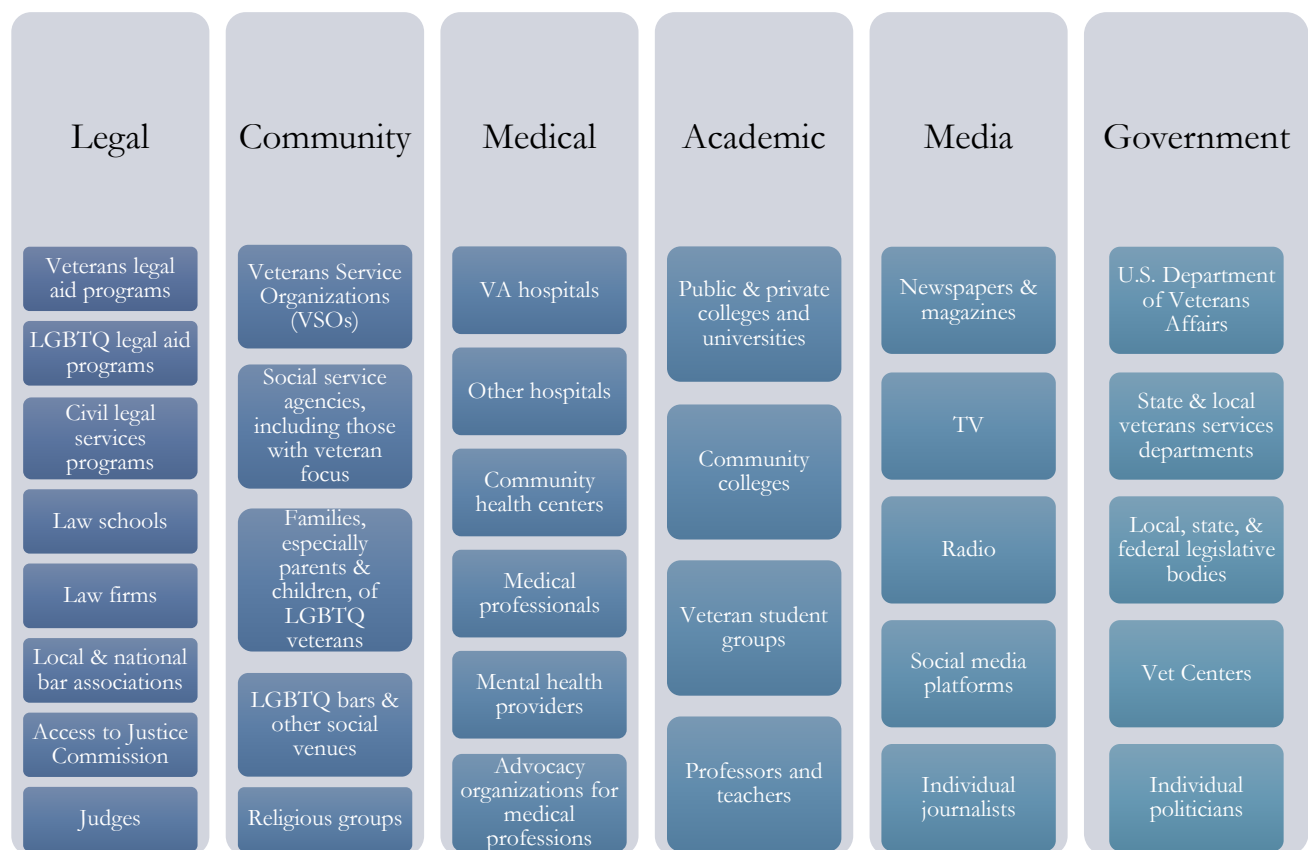 Legal
Veterans legal
aid programs
LGBTQ legal aid
programs
Civil legal
services
programs
Law schools
Law firms
Local & national
bar associations
Access to Justice
Commission
Judges
Community
Veterans Service
Organizations
(VSOs)
Social service
agencies,
including those
with veteran
focus
Families,
especially
parents &
children, of
LGBTQ
veterans
LGBTQ bars &
other social
venues
Religious groups
Medical
VA hospitals
Other hospitals
Community
health centers
Medical
professionals
Mental health
providers
Advocacy
organizations for
medical
professions
Academic
Public & private
colleges and
universities
Community
colleges
Veteran student
groups
Professors and
teachers
Media
Newspapers &
magazines
TV
Radio
Social media
platforms
Individual
journalists
Government
U.S. Department
of Veterans
Affairs
State & local
veterans services
departments
Local, state, &
federal legislative
bodies
Vet Centers
Individual
politicians